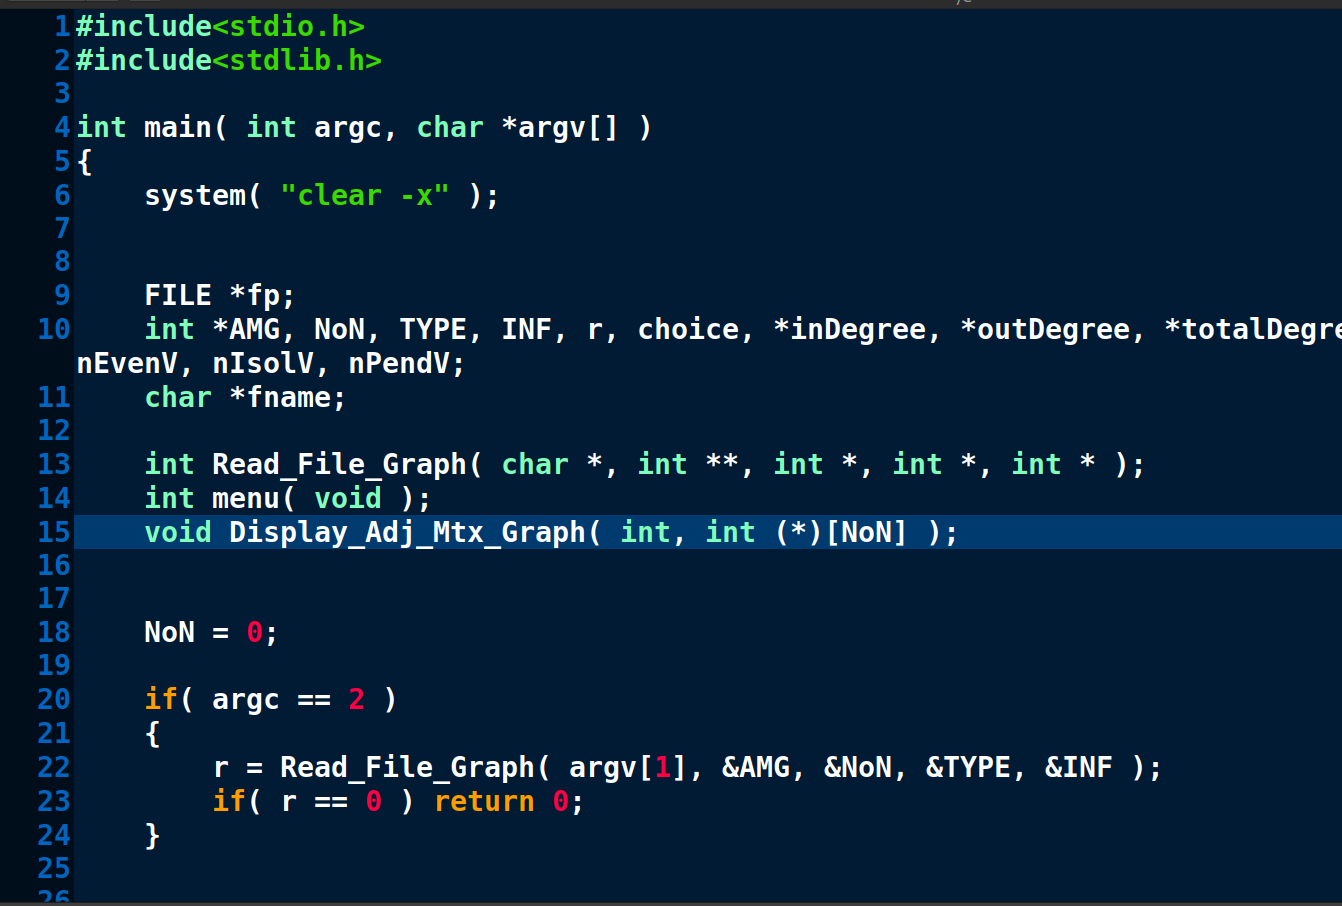 1 #include<stdio.h>
2 #include<stdlib.h>
3
4 int main( int argc, char *argv[] )
5 {
6     system( "clear -x" );
7
8
9     FILE *fp;
10     int *AMG, NoN, TYPE, INF, r, choice, *inDegree, *outDegree, *totalDegre
nEvenV, nIsolV, nPendV;
11     char *fname;
12
13     int Read_File_Graph( char *, int **, int *, int *, int * );
14     int menu( void );
15     void Display_Adj_Mtx_Graph( int, int (*)[NoN] );
16
17
18     NoN = 0;
19
20     if( argc == 2 )
21     {
22         r = Read_File_Graph( argv[1], &AMG, &NoN, &TYPE, &INF );
23         if( r == 0 ) return 0;
24     }
25
26